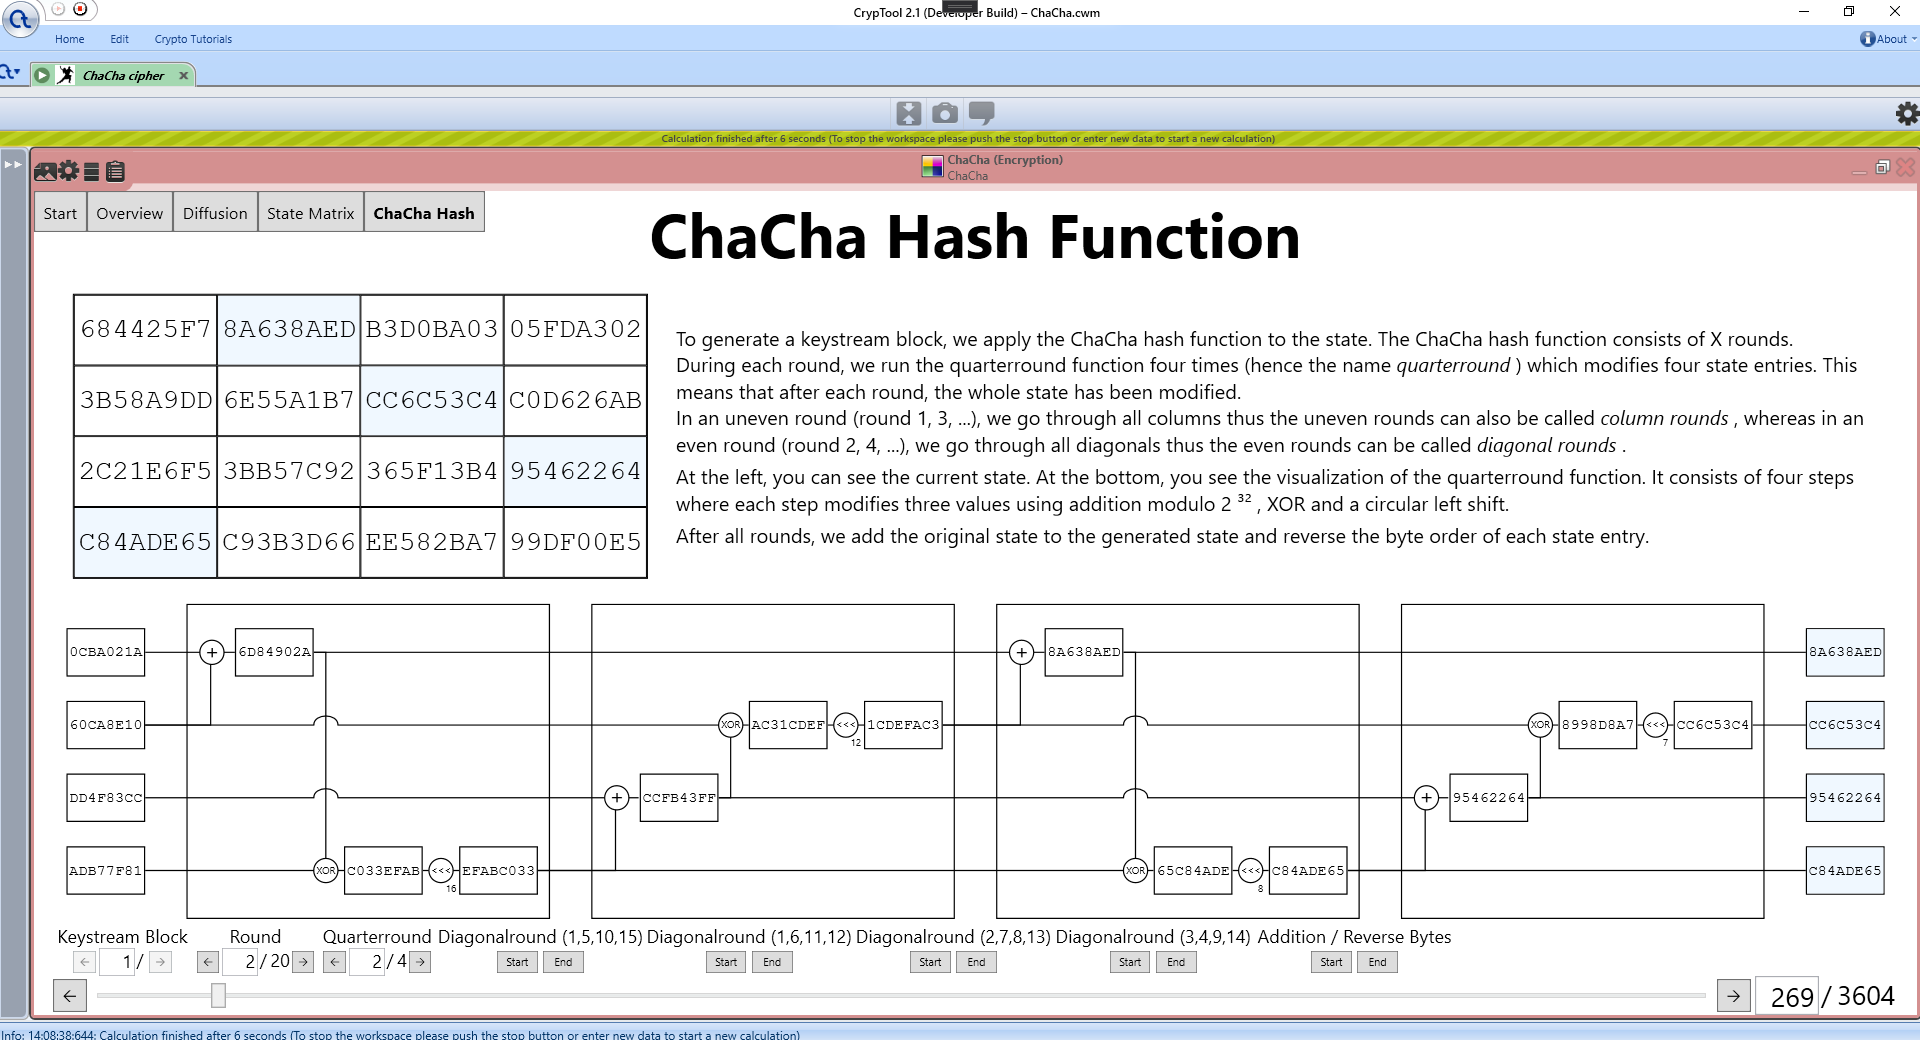 CrypTool 2.1 (Developer Build) – ChaCha.cwm
Home Edit Crypto Tutorials
About
ChaCha cipher
Calculation finished after 6 seconds (To stop the workspace please push the stop button or enter new data to start a new calculation)
ChaCha (Encryption)
ChaCha
Start Overview Diffusion State Matrix ChaCha Hash
ChaCha Hash Function
684425F7 8A638AED B3D0BA03 05FDA302
3B58A9DD 6E55A1B7 CC6C53C4 C0D626AB
2C21E6F5 3BB57C92 365F13B4 95462264
C84ADE65 C93B3D66 EE582BA7 99DF00E5
To generate a keystream block, we apply the ChaCha hash function to the state. The ChaCha hash function consists of X rounds.
During each round, we run the quarterround function four times (hence the name quarterround ) which modifies four state entries. This
means that after each round, the whole state has been modified.
In an uneven round (round 1, 3, ...), we go through all columns thus the uneven rounds can also be called column rounds , whereas in an
even round (round 2, 4, ...), we go through all diagonals thus the even rounds can be called diagonal rounds .
At the left, you can see the current state. At the bottom, you see the visualization of the quarterround function. It consists of four steps
where each step modifies three values using addition modulo 2 ³² , XOR and a circular left shift.
After all rounds, we add the original state to the generated state and reverse the byte order of each state entry.
0CBA021A + 6D84902A + 8A638AED 8A638AED
60CA8E10 XOR AC31CDEF <<< 12 1CDEFAC3 XOR 8998D8A7 <<< 7 CC6C53C4 CC6C53C4
DD4F83CC + CCFB43FF + 95462264 95462264
ADB77F81 XOR C033EFAB <<< 16 EFABC033 XOR 65C84ADE <<< 8 C84ADE65 C84ADE65
Keystream Block Round Quarterround Diagonalround (1,5,10,15) Diagonalround (1,6,11,12) Diagonalround (2,7,8,13) Diagonalround (3,4,9,14) Addition / Reverse Bytes
← 1 / → ← 2 / 20 → ← 2 / 4 → Start End Start End Start End Start End Start End
← → 269 / 3604
Info: 14:08:38:644: Calculation finished after 6 seconds (To stop the workspace please push the stop button or enter new data to start a new calculation)